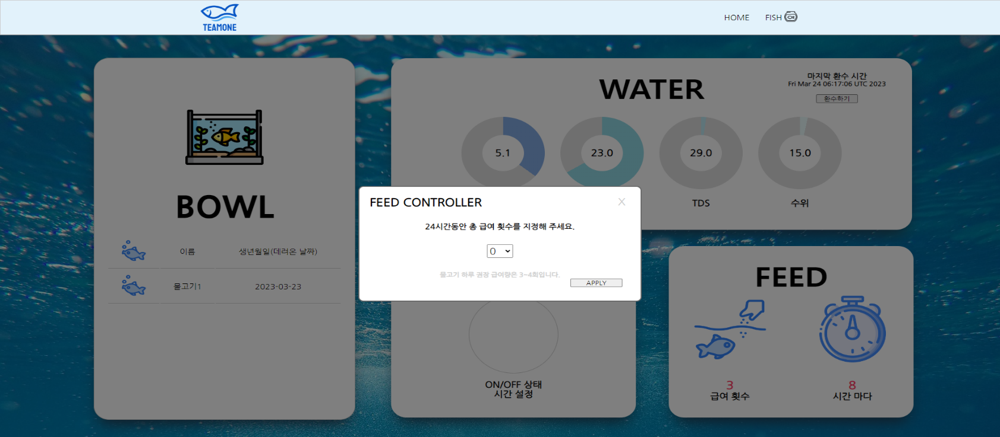 TEAMONE
HOME
FISH
BOWL
이름
생년월일(데려온 날짜)
물고기1
2023-03-23
WATER
마지막 환수 시간
Fri Mar 24 06:17:06 UTC 2023
환수하기
5.1
23.0
29.0
15.0
TDS
수위
FEED CONTROLLER
X
24시간동안 총 급여 횟수를 지정해 주세요.
0
물고기 하루 권장 급여량은 3~4회입니다.
APPLY
ON/OFF 상태
시간 설정
FEED
3
급여 횟수
8
시간 마다